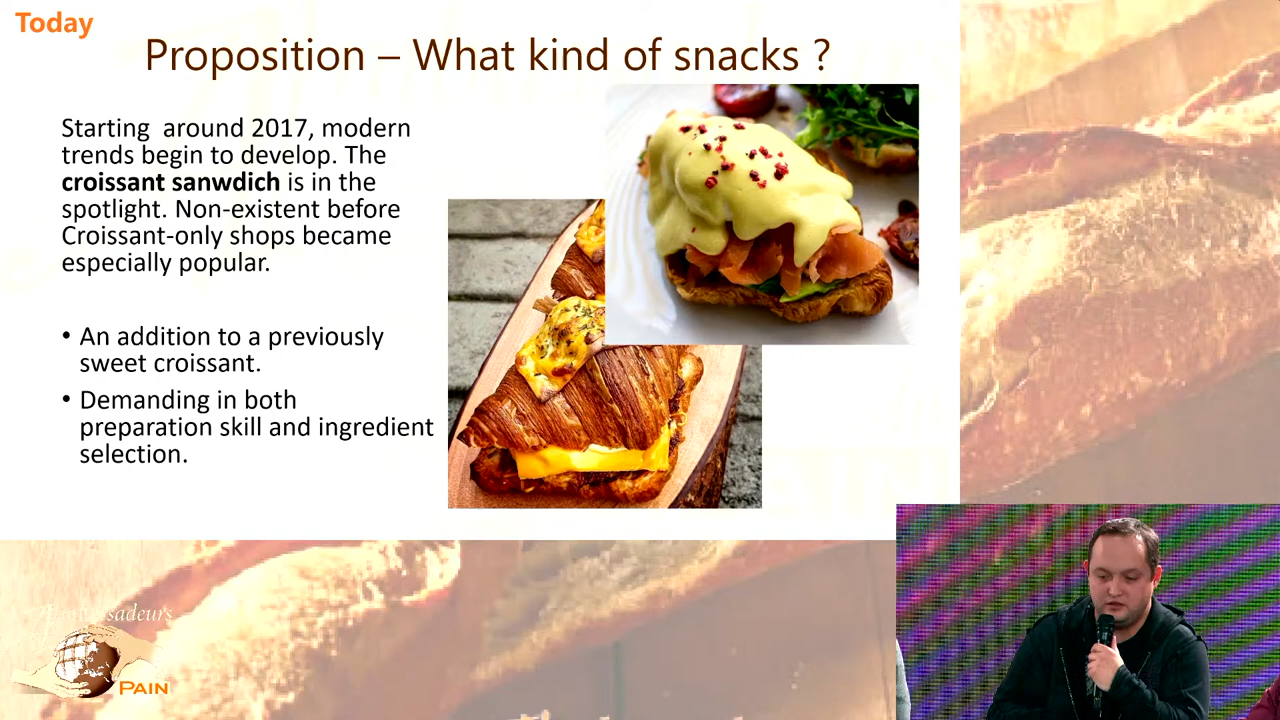 Today
Proposition – What kind of snacks ?
Starting around 2017, modern
trends begin to develop. The
croissant sanwdich is in the
spotlight. Non-existent before
Croissant-only shops became
especially popular.
• An addition to a previously
sweet croissant.
• Demanding in both
preparation skill and ingredient
selection.
PAIN